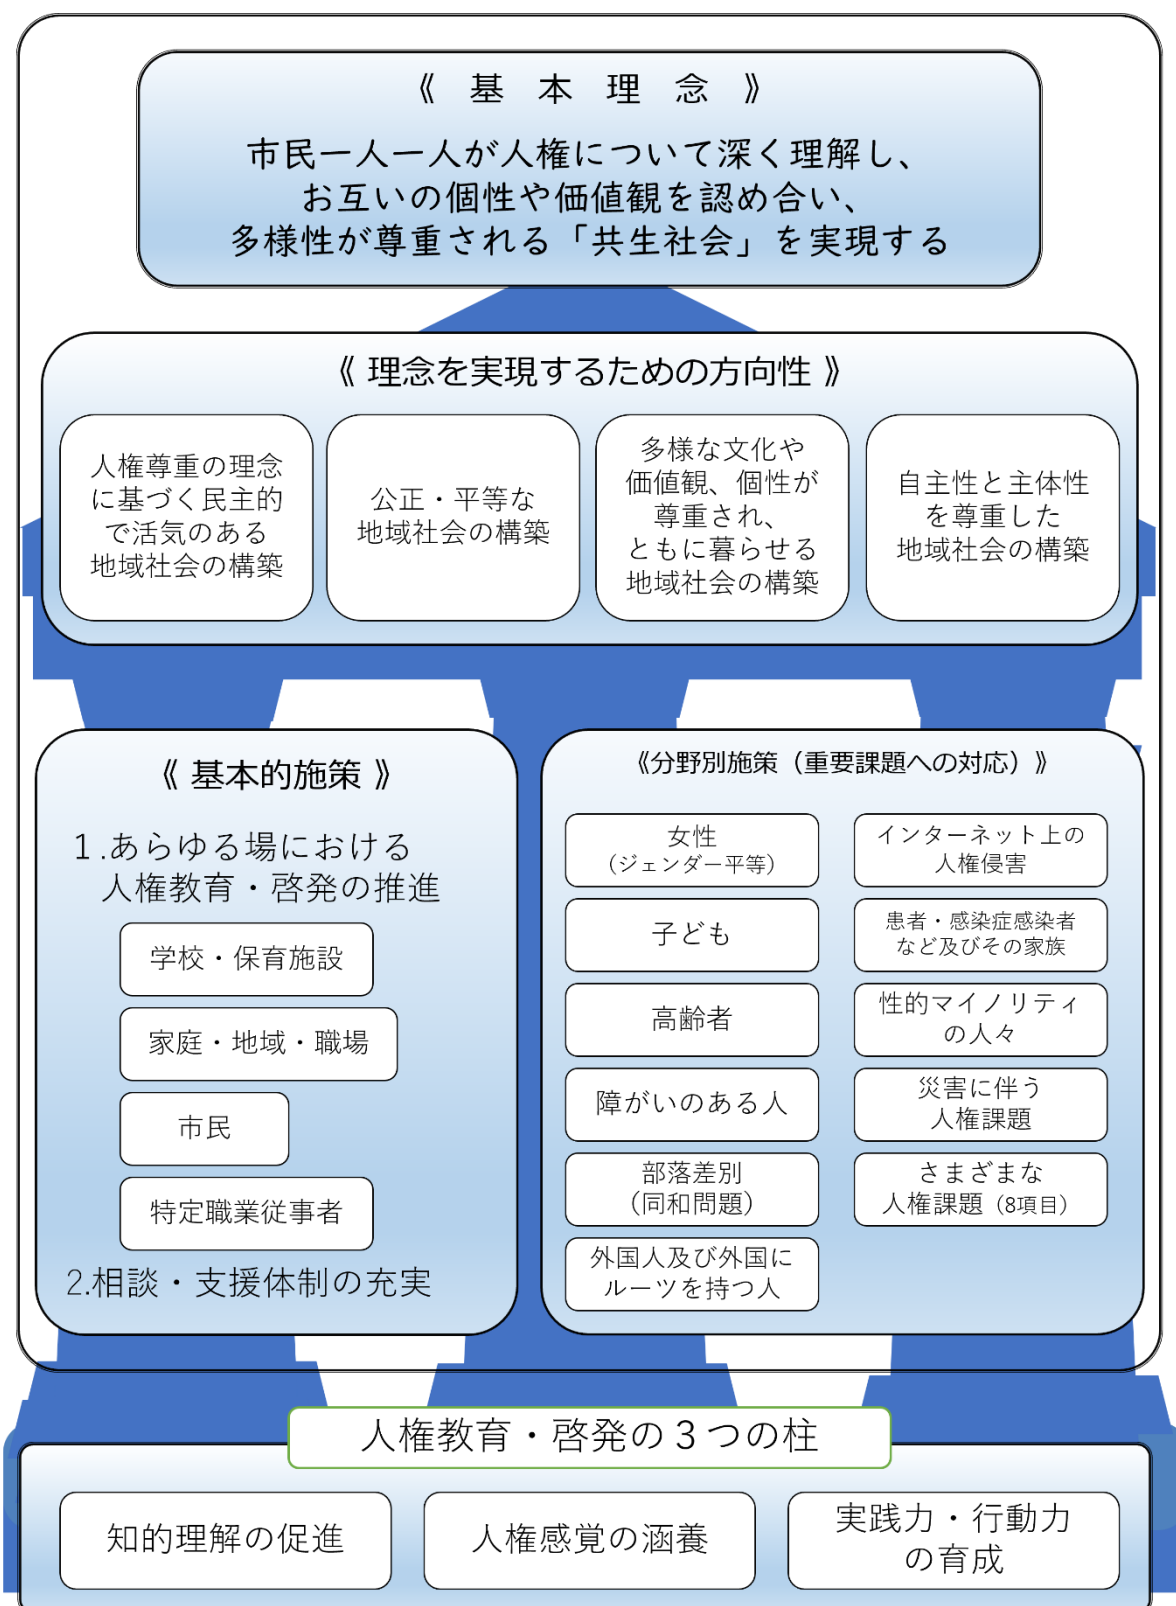 《 基 本 理 念 》
市民一人一人が人権について深く理解し、
お互いの個性や価値観を認め合い、
多様性が尊重される「共生社会」を実現する
《 理念を実現するための方向性 》
人権尊重の理念
に基づく民主的
で活気のある
地域社会の構築
公正・平等な
地域社会の構築
多様な文化や
価値観、個性が
尊重され、
ともに暮らせる
地域社会の構築
自主性と主体性
を尊重した
地域社会の構築
《 基本的施策 》
１.あらゆる場における
人権教育・啓発の推進
学校・保育施設
家庭・地域・職場
市民
特定職業従事者
2.相談・支援体制の充実
《分野別施策（重要課題への対応）》
女性
（ジェンダー平等）
子ども
高齢者
障がいのある人
部落差別
（同和問題）
外国人及び外国に
ルーツを持つ人
インターネット上の
人権侵害
患者・感染症感染者
など及びその家族
性的マイノリティ
の人々
災害に伴う
人権課題
さまざまな
人権課題（8項目）
人権教育・啓発の３つの柱
知的理解の促進
人権感覚の涵養
実践力・行動力
の育成